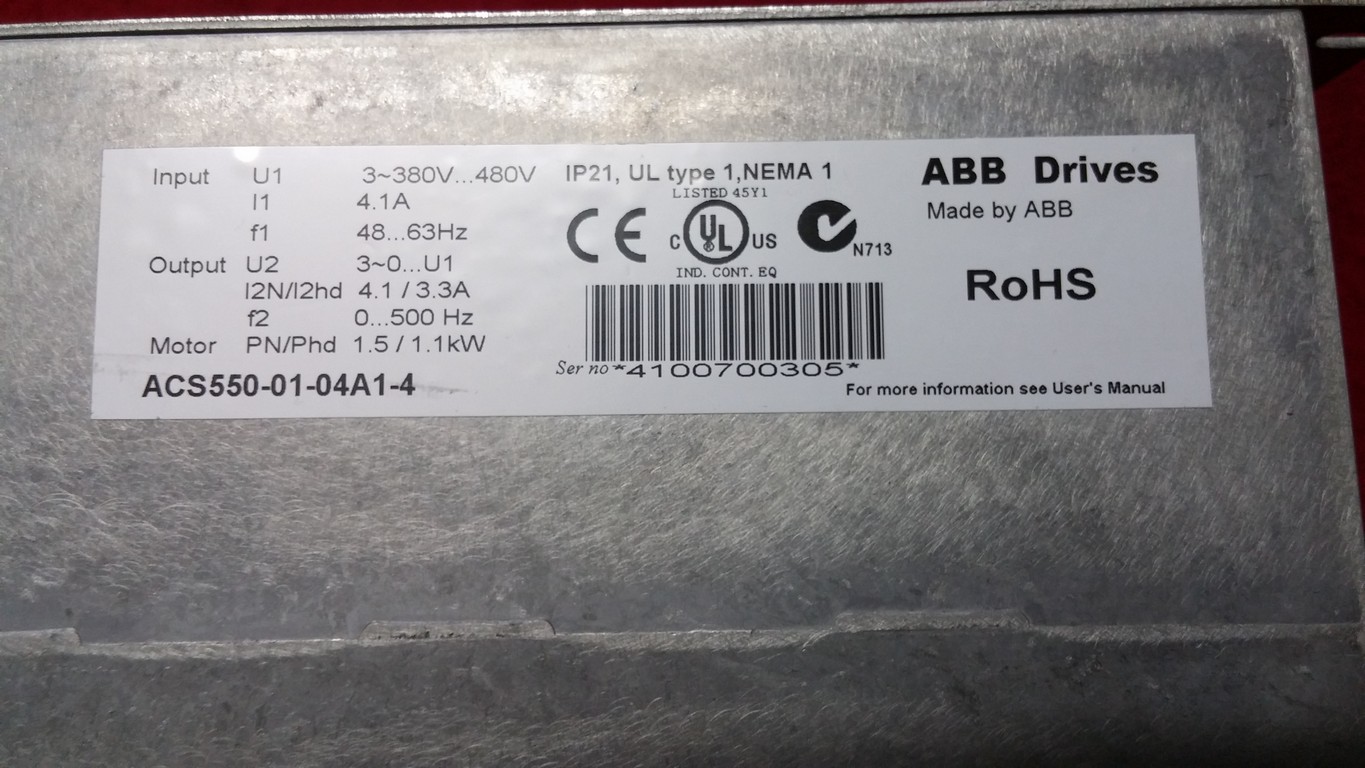 Input U1 3~380V...480V
I1 4.1A
f1 48...63Hz
Output U2 3~0...U1
I2N/I2hd 4.1 / 3.3A
f2 0...500 Hz
Motor PN/Phd 1.5 / 1.1kW
ACS550-01-04A1-4
IP21, UL type 1,NEMA 1
LISTED 45Y1
CE C UL US N713
IND. CONT. EQ
Ser no *4100700305*
ABB Drives
Made by ABB
RoHS
For more information see User's Manual